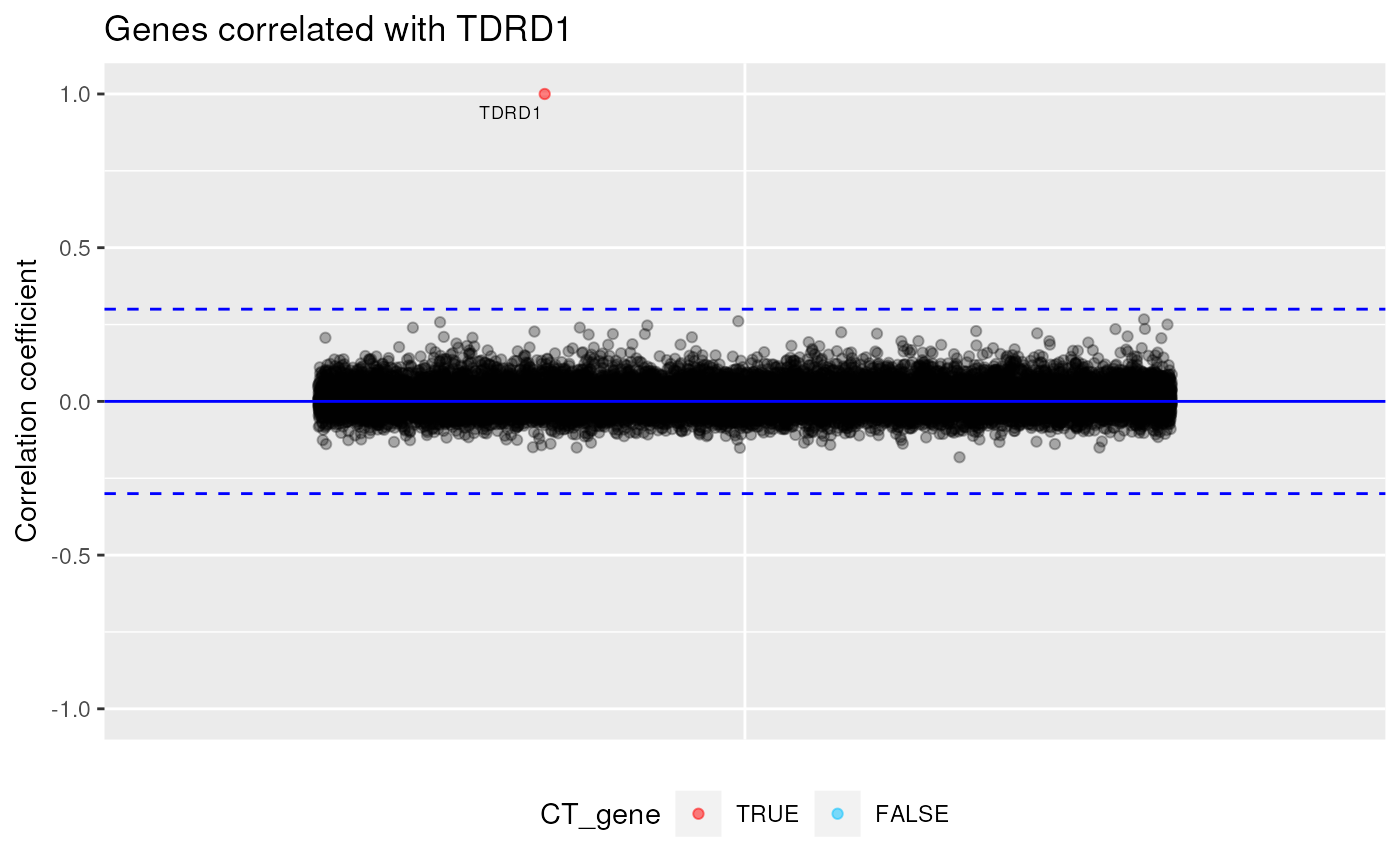 Genes correlated with TDRD1
1.0
TDRD1
0.5
0.0
-0.5
-1.0
Correlation coefficient
CT_gene TRUE FALSE